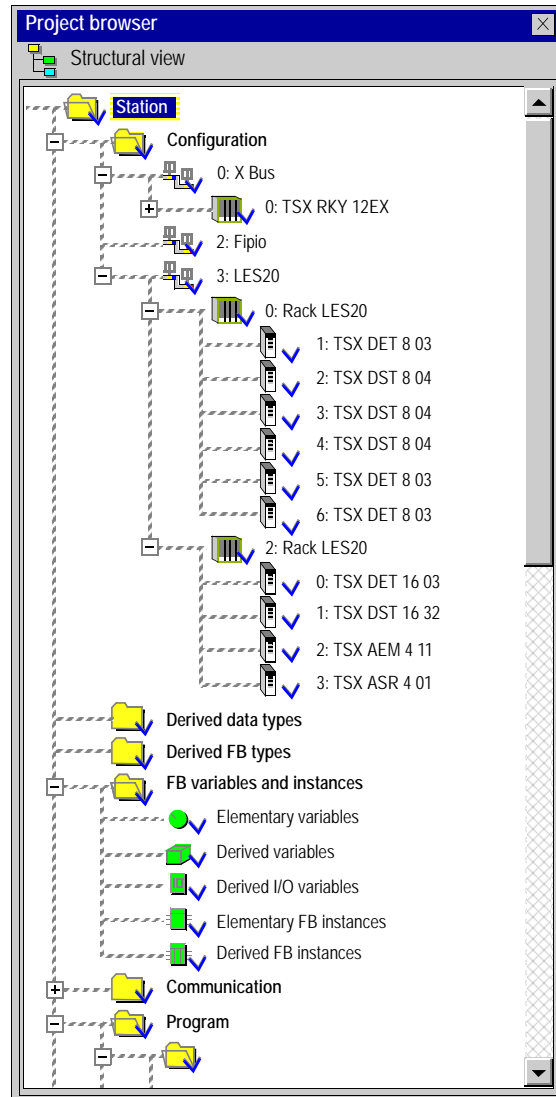 Project browser
Structural view
Station
Configuration
0: X Bus
0: TSX RKY 12EX
2: Fipio
3: LES20
0: Rack LES20
1: TSX DET 8 03
2: TSX DST 8 04
3: TSX DST 8 04
4: TSX DST 8 04
5: TSX DET 8 03
6: TSX DET 8 03
2: Rack LES20
0: TSX DET 16 03
1: TSX DST 16 32
2: TSX AEM 4 11
3: TSX ASR 4 01
Derived data types
Derived FB types
FB variables and instances
Elementary variables
Derived variables
Derived I/O variables
Elementary FB instances
Derived FB instances
Communication
Program